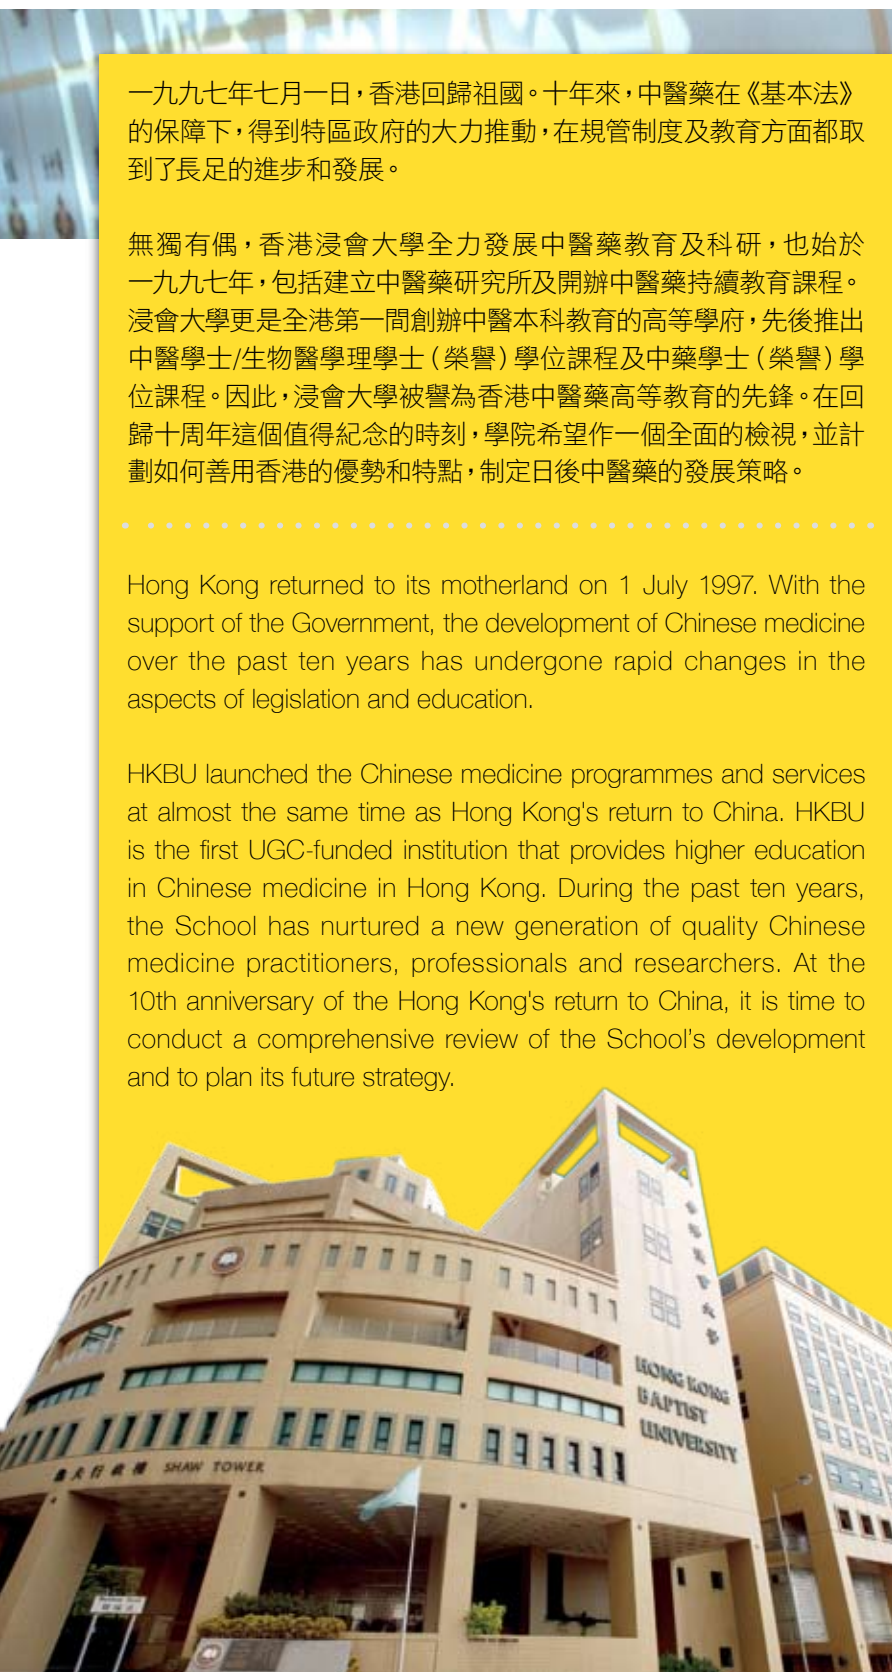 一九九七年七月一日，香港回歸祖國。十年來，中醫藥在《基本法》
的保障下，得到特區政府的大力推動，在規管制度及教育方面都取
到了長足的進步和發展。
無獨有偶，香港浸會大學全力發展中醫藥教育及科研，也始於
一九九七年，包括建立中醫藥研究所及開辦中醫藥持續教育課程。
浸會大學更是全港第一間創辦中醫本科教育的高等學府，先後推出
中醫學士/生物醫學理學士（榮譽）學位課程及中藥學士（榮譽）學
位課程。因此，浸會大學被譽為香港中醫藥高等教育的先鋒。在回
歸十周年這個值得紀念的時刻，學院希望作一個全面的檢視，並計
劃如何善用香港的優勢和特點，制定日後中醫藥的發展策略。
Hong Kong returned to its motherland on 1 July 1997. With the
support of the Government, the development of Chinese medicine
over the past ten years has undergone rapid changes in the
aspects of legislation and education.
HKBU launched the Chinese medicine programmes and services
at almost the same time as Hong Kong's return to China. HKBU
is the first UGC-funded institution that provides higher education
in Chinese medicine in Hong Kong. During the past ten years,
the School has nurtured a new generation of quality Chinese
medicine practitioners, professionals and researchers. At the
10th anniversary of the Hong Kong's return to China, it is time to
conduct a comprehensive review of the School’s development
and to plan its future strategy.
香港浸會大學
HONG KONG
BAPTIST
UNIVERSITY
逸夫行政樓 SHAW TOWER